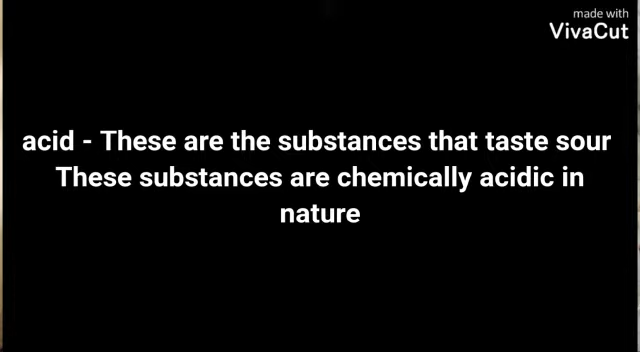 made with
VivaCut
acid - These are the substances that taste sour
These substances are chemically acidic in
nature